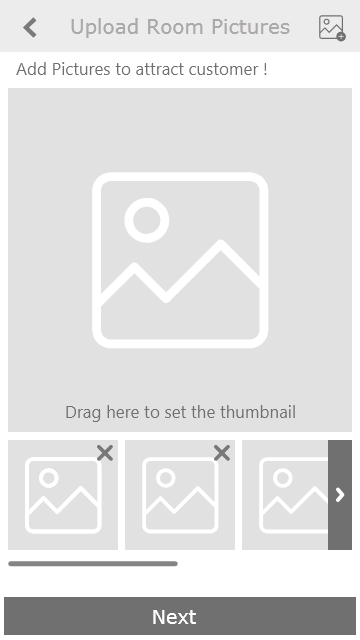 Upload Room Pictures
Add Pictures to attract customer !
Drag here to set the thumbnail
Next